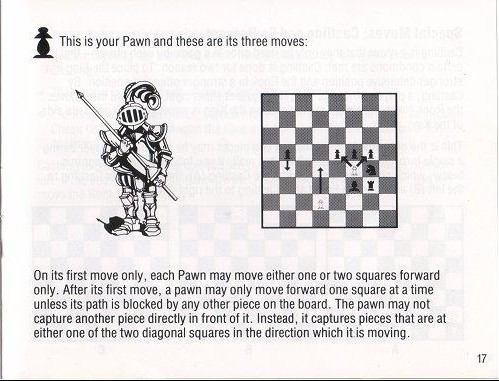 This is your Pawn and these are its three moves:
On its first move only, each Pawn may move either one or two squares forward
only. After its first move, a pawn may only move forward one square at a time
unless its path is blocked by any other piece on the board. The pawn may not
capture another piece directly in front of it. Instead, it captures pieces that are at
either one of the two diagonal squares in the direction which it is moving.
17